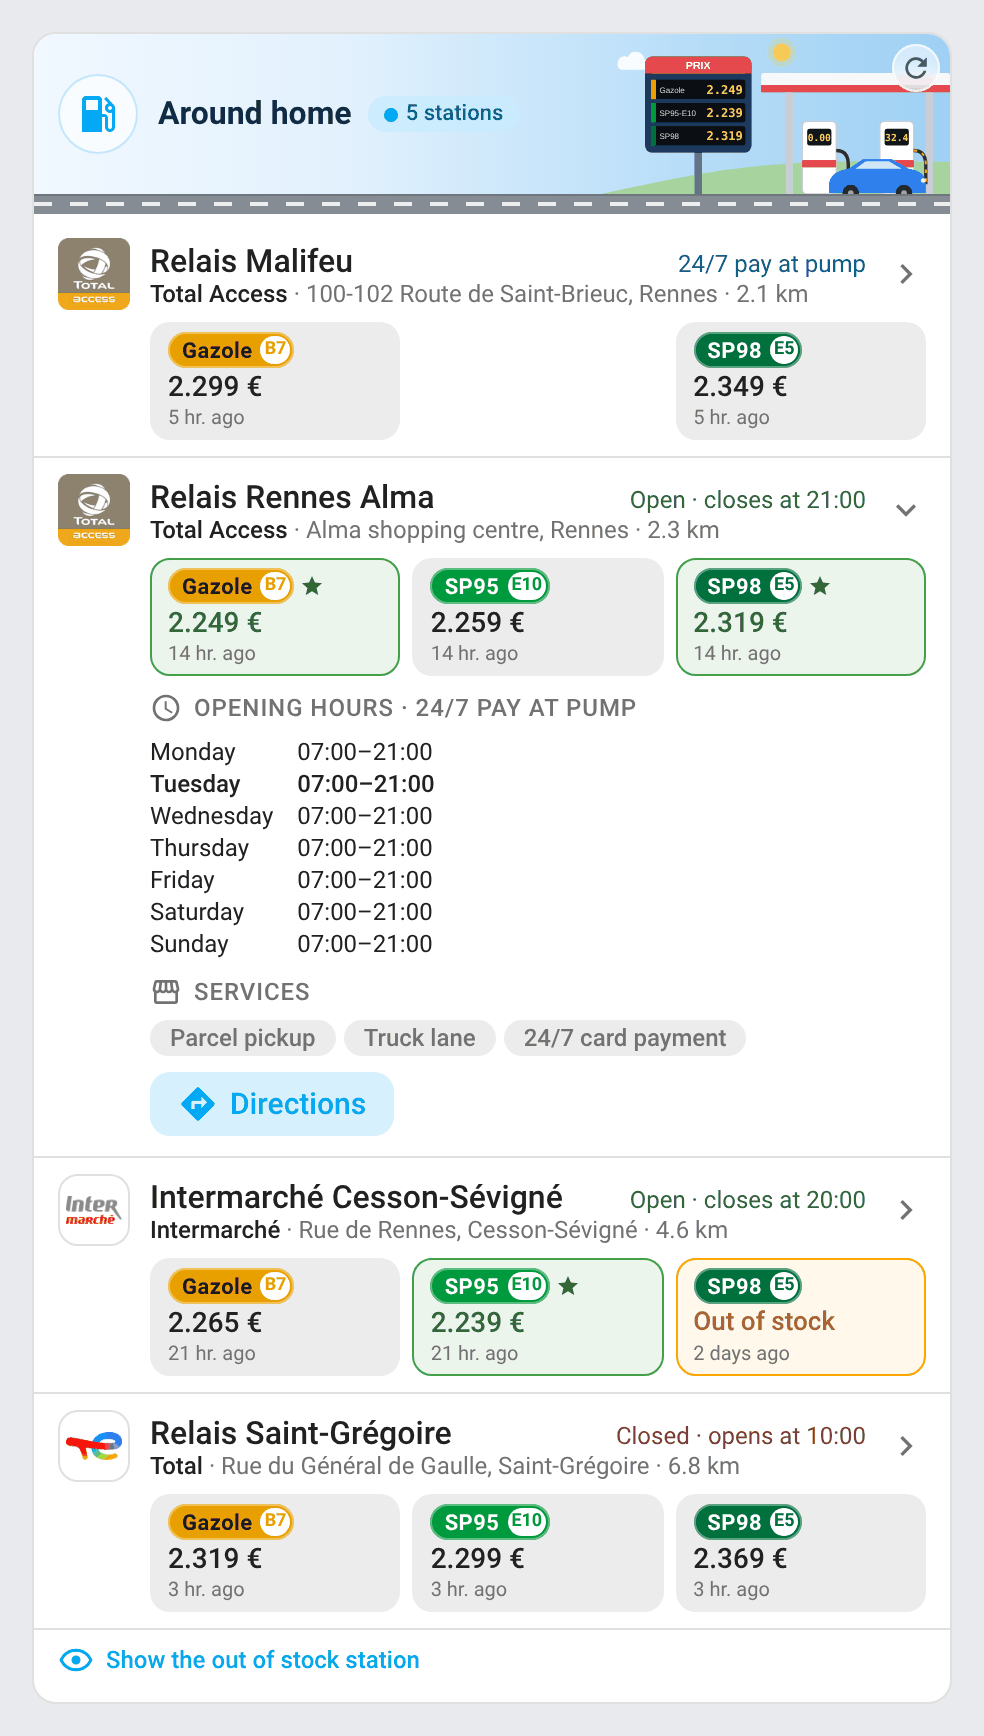 Around home
5 stations
PRIX
Gazole 2.249
SP95-E10 2.239
SP98 2.319
0.00
32.4
TOTAL
access
Relais Malifeu
24/7 pay at pump
Total Access · 100-102 Route de Saint-Brieuc, Rennes · 2.1 km
Gazole B7
2.299 €
5 hr. ago
SP98 E5
2.349 €
5 hr. ago
TOTAL
access
Relais Rennes Alma
Open · closes at 21:00
Total Access · Alma shopping centre, Rennes · 2.3 km
Gazole B7 ★
2.249 €
14 hr. ago
SP95 E10
2.259 €
14 hr. ago
SP98 E5 ★
2.319 €
14 hr. ago
OPENING HOURS · 24/7 PAY AT PUMP
Monday 07:00–21:00
Tuesday 07:00–21:00
Wednesday 07:00–21:00
Thursday 07:00–21:00
Friday 07:00–21:00
Saturday 07:00–21:00
Sunday 07:00–21:00
SERVICES
Parcel pickup
Truck lane
24/7 card payment
Directions
Inter
marché
Intermarché Cesson-Sévigné
Open · closes at 20:00
Intermarché · Rue de Rennes, Cesson-Sévigné · 4.6 km
Gazole B7
2.265 €
21 hr. ago
SP95 E10 ★
2.239 €
21 hr. ago
SP98 E5
Out of stock
2 days ago
Relais Saint-Grégoire
Closed · opens at 10:00
Total · Rue du Général de Gaulle, Saint-Grégoire · 6.8 km
Gazole B7
2.319 €
3 hr. ago
SP95 E10
2.299 €
3 hr. ago
SP98 E5
2.369 €
3 hr. ago
Show the out of stock station